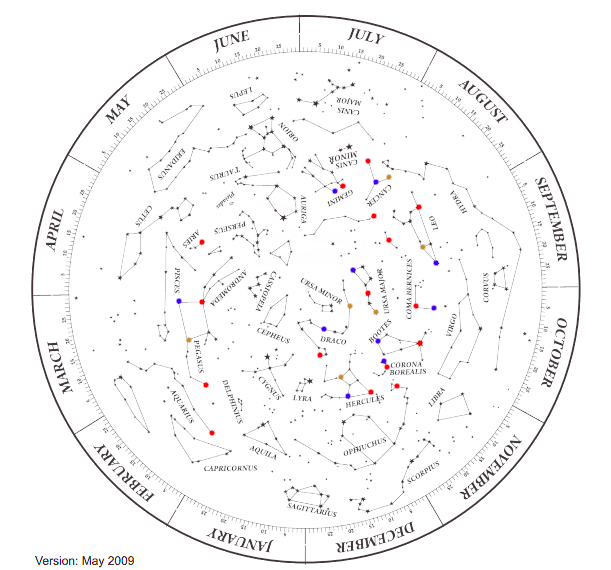 JUNE
JULY
MAY
AUGUST
APRIL
SEPTEMBER
MARCH
OCTOBER
FEBRUARY
NOVEMBER
JANUARY
DECEMBER
LEPUS
CANIS
MAJOR
ORION
ERIDANUS
TAURUS
Pleiades
CANIS
MINOR
GEMINI
CANCER
HYDRA
CETUS
AURIGA
LEO
ARIES
PERSEUS
PISCES
ANDROMEDA
CASSIOPEIA
URSA MINOR
URSA MAJOR
COMA BERNICES
CORVUS
VIRGO
CEPHEUS
DRACO
BOOTES
PEGASUS
CORONA
BOREALIS
CYGNUS
LYRA
HERCULES
LIBRA
AQUARIUS
DELPHINIUS
AQUILA
OPHIUCHUS
CAPRICORNUS
SCORPIUS
SAGITTARIUS
Version: May 2009